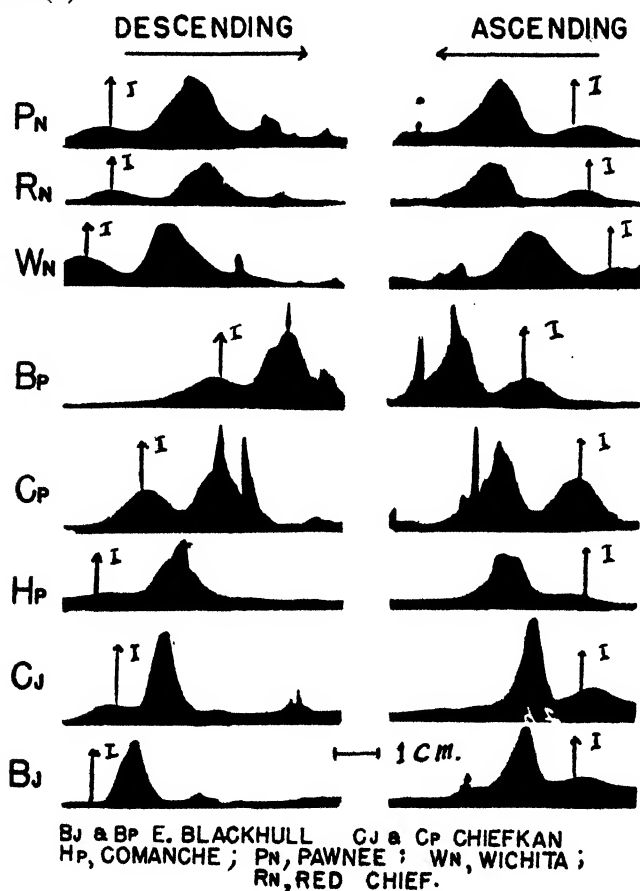 DESCENDING ASCENDING
PN I I
RN I I
WN I I
BP I I
CP I I
HP I I
CJ I I
BJ I 1 CM. I
BJ & BP E. BLACKHULL CJ & CP CHIEFKAN
HP, COMANCHE; PN, PAWNEE; WN, WICHITA;
RN, RED CHIEF.